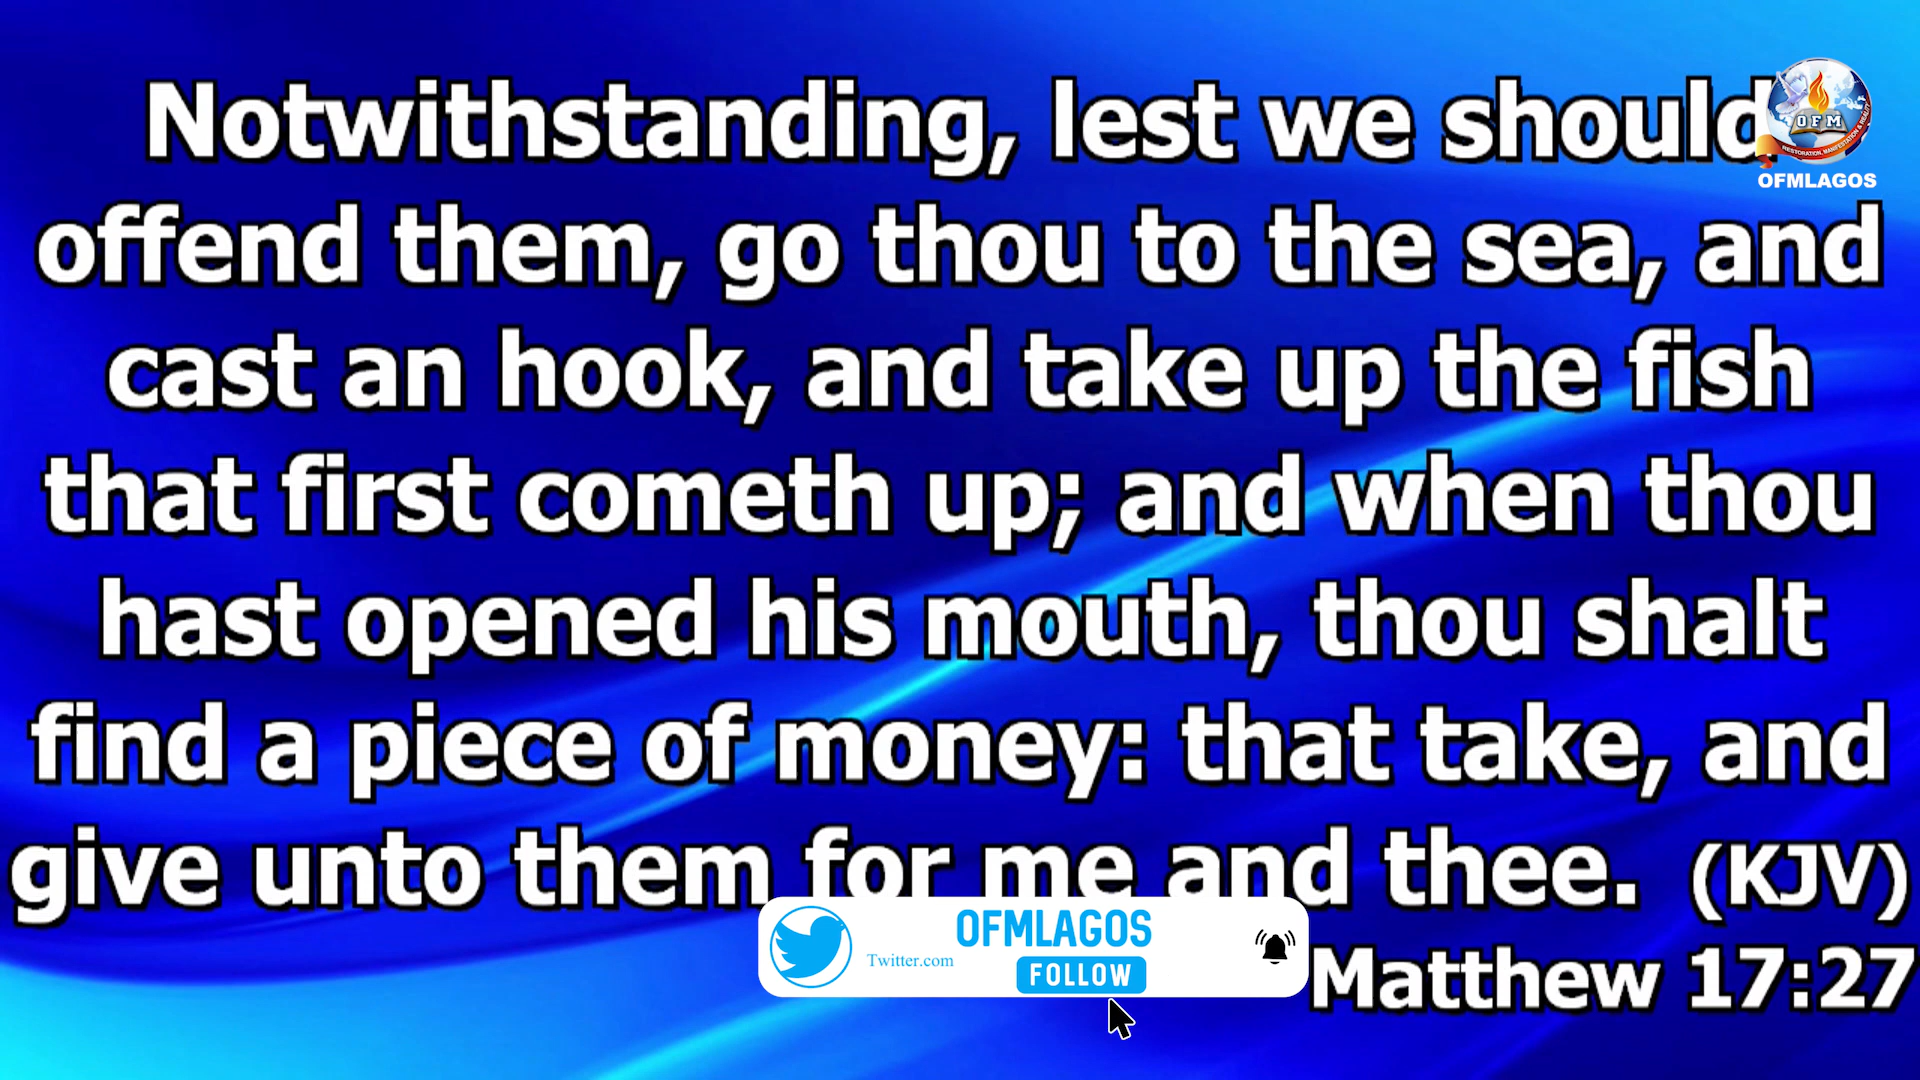 Notwithstanding, lest we should
offend them, go thou to the sea, and
cast an hook, and take up the fish
that first cometh up; and when thou
hast opened his mouth, thou shalt
find a piece of money: that take, and
give unto them for me and thee. (KJV)
Matthew 17:27
OFM
RESTORATION, MANIFESTATION & REALITY
OFMLAGOS
Twitter.com
OFMLAGOS
FOLLOW